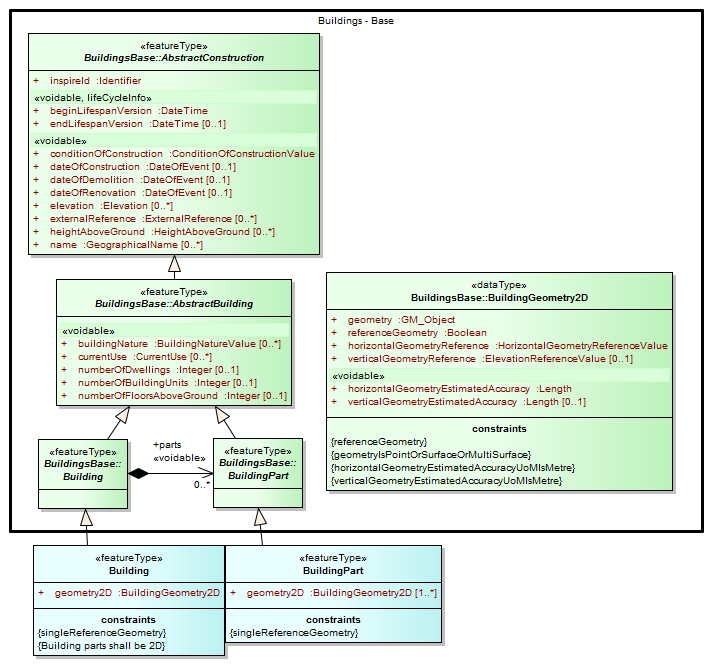 Buildings - Base
«featureType»
BuildingsBase::AbstractConstruction
+ inspireId :Identifier
«voidable, lifeCycleInfo»
+ beginLifespanVersion :DateTime
+ endLifespanVersion :DateTime [0..1]
«voidable»
+ conditionOfConstruction :ConditionOfConstructionValue
+ dateOfConstruction :DateOfEvent [0..1]
+ dateOfDemolition :DateOfEvent [0..1]
+ dateOfRenovation :DateOfEvent [0..1]
+ elevation :Elevation [0..*]
+ externalReference :ExternalReference [0..*]
+ heightAboveGround :HeightAboveGround [0..*]
+ name :GeographicalName [0..*]
«featureType»
BuildingsBase::AbstractBuilding
«voidable»
+ buildingNature :BuildingNatureValue [0..*]
+ currentUse :CurrentUse [0..*]
+ numberOfDwellings :Integer [0..1]
+ numberOfBuildingUnits :Integer [0..1]
+ numberOfFloorsAboveGround :Integer [0..1]
«dataType»
BuildingsBase::BuildingGeometry2D
+ geometry :GM_Object
+ referenceGeometry :Boolean
+ horizontalGeometryReference :HorizontalGeometryReferenceValue
+ verticalGeometryReference :ElevationReferenceValue [0..1]
«voidable»
+ horizontalGeometryEstimatedAccuracy :Length
+ verticalGeometryEstimatedAccuracy :Length [0..1]
constraints
{referenceGeometry}
{geometryIsPointOrSurfaceOrMultiSurface}
{horizontalGeometryEstimatedAccuracyUoMIsMetre}
{verticalGeometryEstimatedAccuracyUoMIsMetre}
«featureType»
BuildingsBase::
Building
+parts
«voidable»
0..*
«featureType»
BuildingsBase::
BuildingPart
«featureType»
Building
+ geometry2D :BuildingGeometry2D
constraints
{singleReferenceGeometry}
{Building parts shall be 2D}
«featureType»
BuildingPart
+ geometry2D :BuildingGeometry2D [1..*]
constraints
{singleReferenceGeometry}